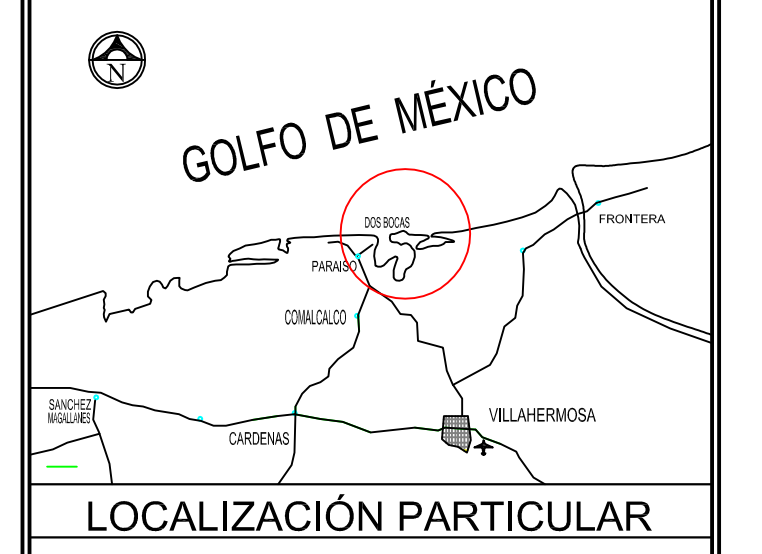 N
GOLFO DE MÉXICO
DOS BOCAS
FRONTERA
PARAISO
COMALCALCO
SANCHEZ
MAGALLANES
CARDENAS
VILLAHERMOSA
LOCALIZACIÓN PARTICULAR